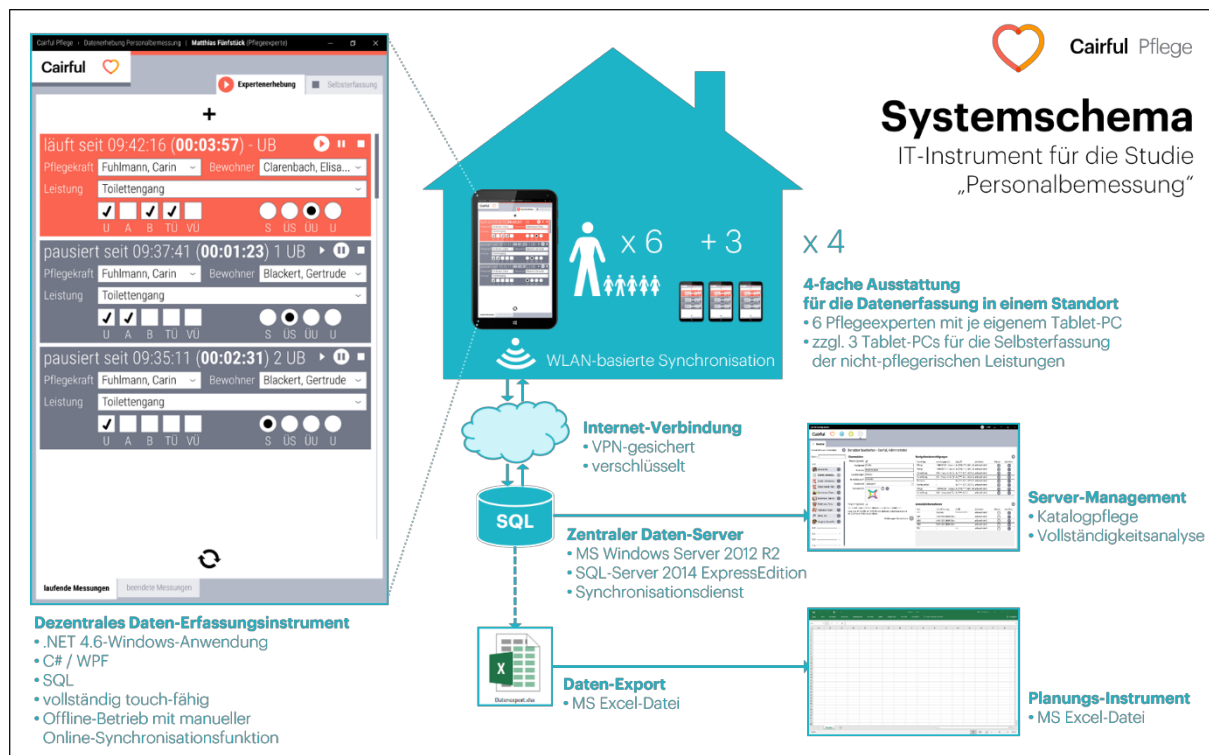 Cairful Pflege - Datenerhebung Personalbemessung | Matthias Fünfstück (Pflegeexperte)
Cairful
Expertenerhebung
Selbsterfassung
+
läuft seit 09:42:16 (00:03:57) - UB
Pflegekraft Fuhlmann, Carin Bewohner Clarenbach, Elisa...
Leistung Toilettengang
U A B TÜ VÜ S ÜS ÜU U
pausiert seit 09:37:41 (00:01:23) 1 UB
Pflegekraft Fuhlmann, Carin Bewohner Blackert, Gertrude
Leistung Toilettengang
U A B TÜ VÜ S ÜS ÜU U
pausiert seit 09:35:11 (00:02:31) 2 UB
Pflegekraft Fuhlmann, Carin Bewohner Blackert, Gertrude
Leistung Toilettengang
U A B TÜ VÜ S ÜS ÜU U
laufende Messungen beendete Messungen
Dezentrales Daten-Erfassungsinstrument
• .NET 4.6-Windows-Anwendung
• C# / WPF
• SQL
• vollständig touch-fähig
• Offline-Betrieb mit manueller
Online-Synchronisationsfunktion
Cairful Pflege
Systemschema
IT-Instrument für die Studie
„Personalbemessung“
x 6 + 3 x 4
4-fache Ausstattung
für die Datenerfassung in einem Standort
• 6 Pflegeexperten mit je eigenem Tablet-PC
• zzgl. 3 Tablet-PCs für die Selbsterfassung
der nicht-pflegerischen Leistungen
WLAN-basierte Synchronisation
Internet-Verbindung
• VPN-gesichert
• verschlüsselt
SQL
Zentraler Daten-Server
• MS Windows Server 2012 R2
• SQL-Server 2014 ExpressEdition
• Synchronisationsdienst
Cairful
Server-Management
• Katalogpflege
• Vollständigkeitsanalyse
X
Datenexport.xlsx
Daten-Export
• MS Excel-Datei
Planungs-Instrument
• MS Excel-Datei